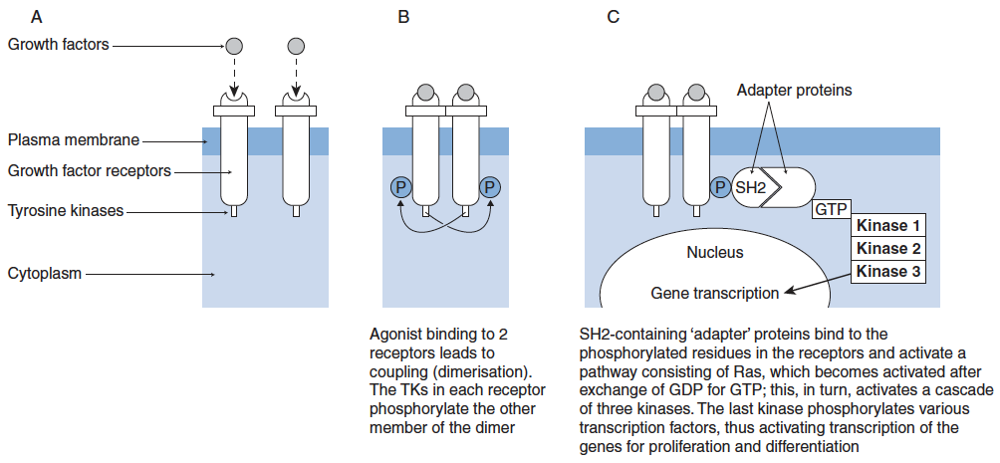 A
B
C
Growth factors
Plasma membrane
Growth factor receptors
Tyrosine kinases
Cytoplasm
P
P
Adapter proteins
P
SH2
GTP
Kinase 1
Kinase 2
Kinase 3
Nucleus
Gene transcription
Agonist binding to 2
receptors leads to
coupling (dimerisation).
The TKs in each receptor
phosphorylate the other
member of the dimer
SH2-containing ‘adapter’ proteins bind to the
phosphorylated residues in the receptors and activate a
pathway consisting of Ras, which becomes activated after
exchange of GDP for GTP; this, in turn, activates a cascade
of three kinases. The last kinase phosphorylates various
transcription factors, thus activating transcription of the
genes for proliferation and differentiation